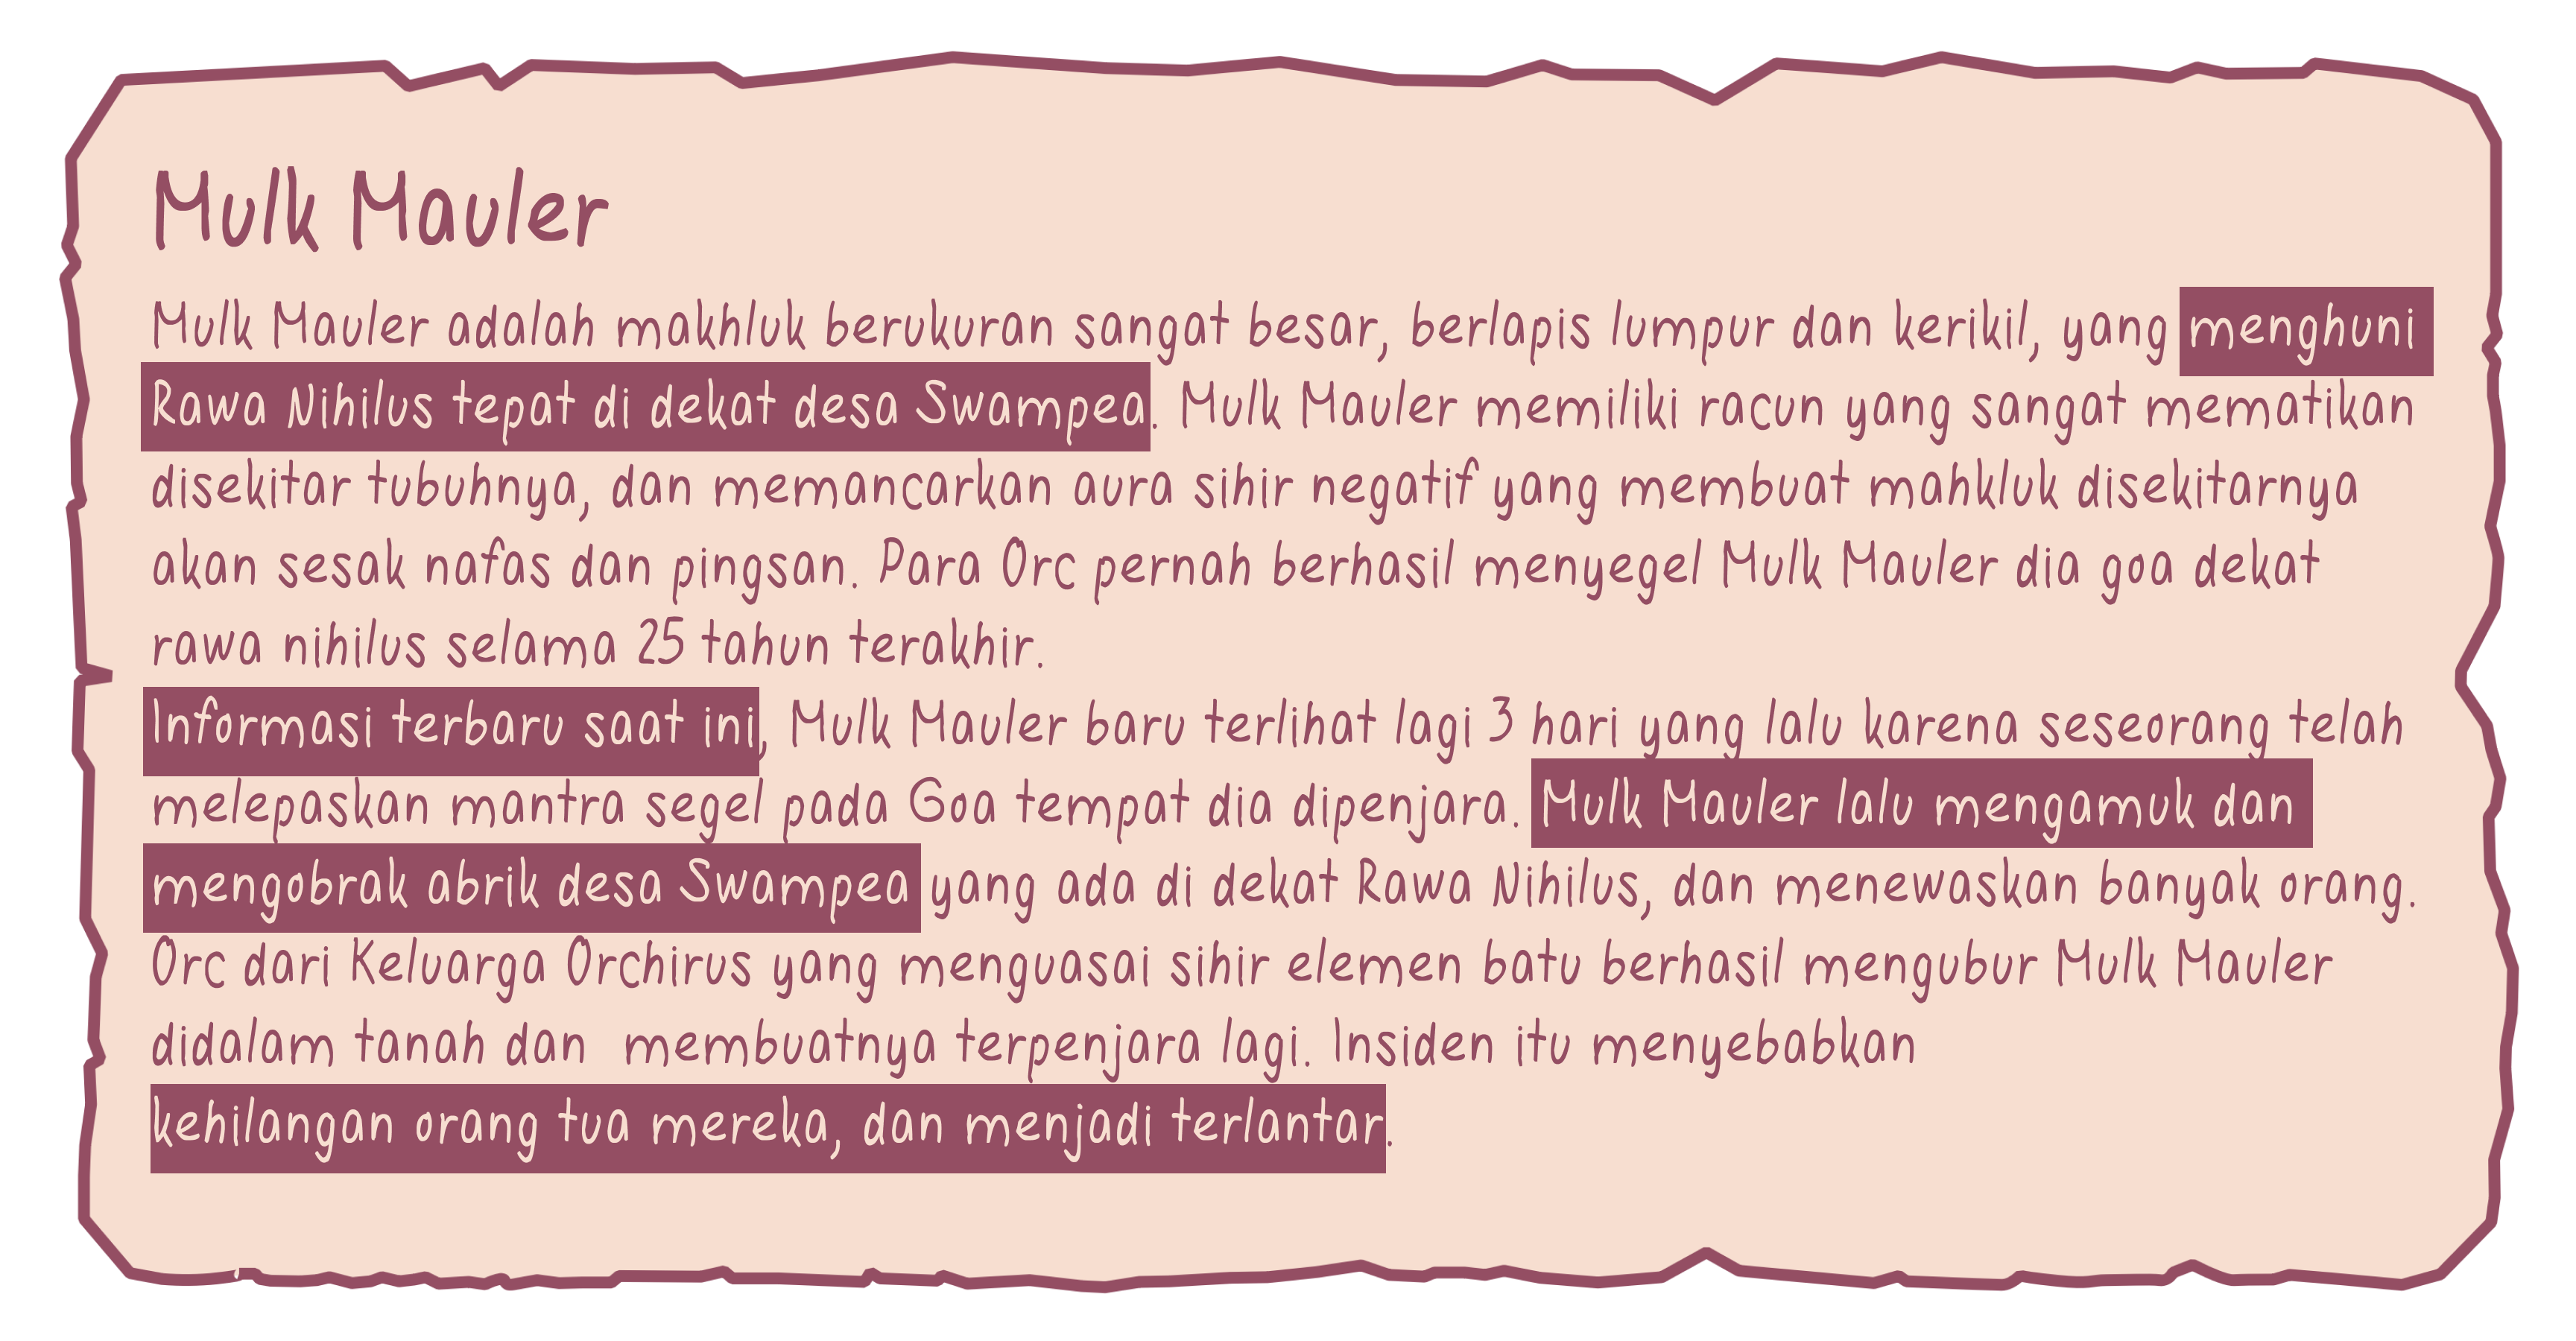 Mulk Mauler
Mulk Mauler adalah makhluk berukuran sangat besar, berlapis lumpur dan kerikil, yang menghuni
Rawa Nihilus tepat di dekat desa Swampea. Mulk Mauler memiliki racun yang sangat mematikan
disekitar tubuhnya, dan memancarkan aura sihir negatif yang membuat mahkluk disekitarnya
akan sesak nafas dan pingsan. Para Orc pernah berhasil menyegel Mulk Mauler dia goa dekat
rawa nihilus selama 25 tahun terakhir.
Informasi terbaru saat ini, Mulk Mauler baru terlihat lagi 3 hari yang lalu karena seseorang telah
melepaskan mantra segel pada Goa tempat dia dipenjara. Mulk Mauler lalu mengamuk dan
mengobrak abrik desa Swampea yang ada di dekat Rawa Nihilus, dan menewaskan banyak orang.
Orc dari Keluarga Orchirus yang menguasai sihir elemen batu berhasil mengubur Mulk Mauler
didalam tanah dan  membuatnya terpenjara lagi. Insiden itu menyebabkan
kehilangan orang tua mereka, dan menjadi terlantar.